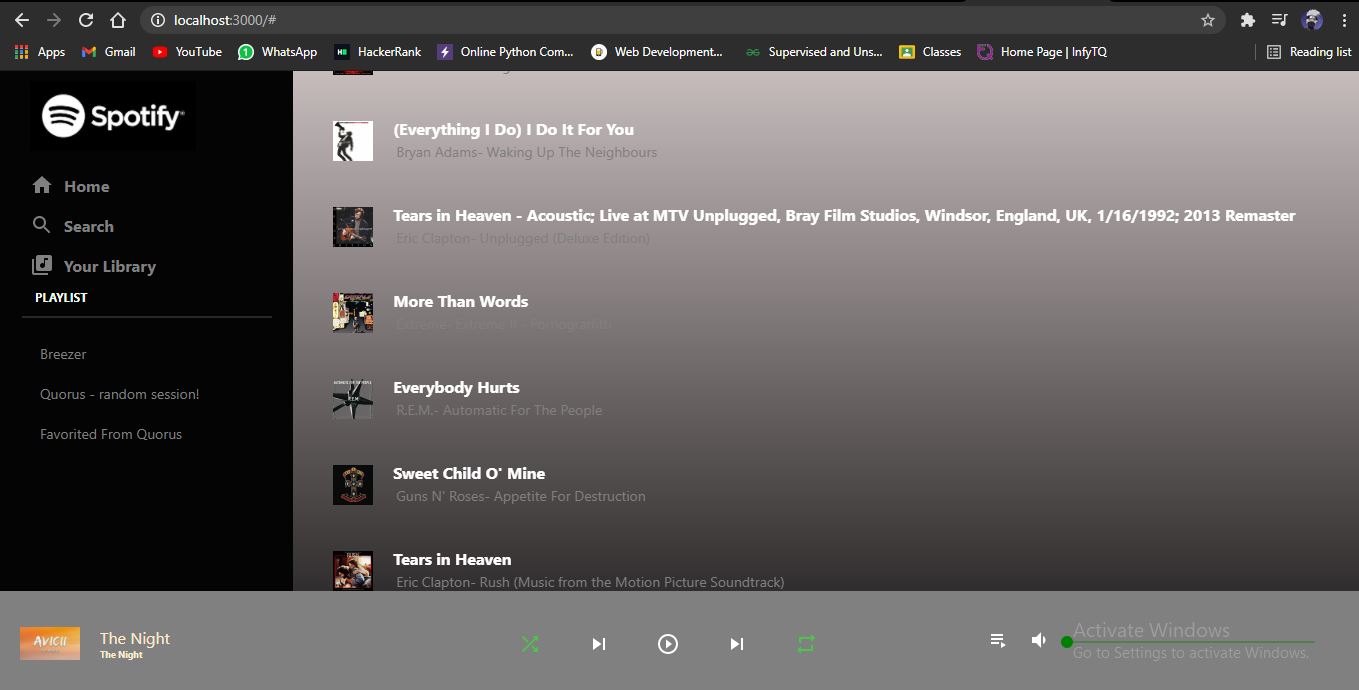 localhost:3000/#
Apps Gmail YouTube WhatsApp HackerRank Online Python Com... Web Development... Supervised and Uns... Classes Home Page | InfyTQ Reading list
Spotify
Home
Search
Your Library
PLAYLIST
Breezer
Quorus - random session!
Favorited From Quorus
(Everything I Do) I Do It For You
Bryan Adams- Waking Up The Neighbours
Tears in Heaven - Acoustic; Live at MTV Unplugged, Bray Film Studios, Windsor, England, UK, 1/16/1992; 2013 Remaster
Eric Clapton- Unplugged (Deluxe Edition)
More Than Words
Extreme- Extreme II - Pornograffitti
Everybody Hurts
R.E.M.- Automatic For The People
Sweet Child O' Mine
Guns N' Roses- Appetite For Destruction
Tears in Heaven
Eric Clapton- Rush (Music from the Motion Picture Soundtrack)
AVICII
The Night
The Night
Activate Windows
Go to Settings to activate Windows.